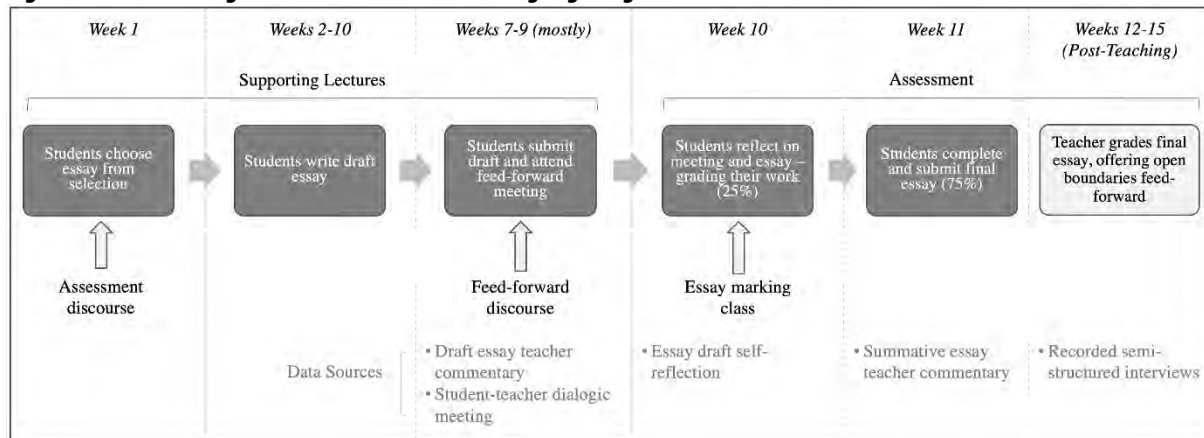 Week 1
Weeks 2-10
Weeks 7-9 (mostly)
Week 10
Week 11
Weeks 12-15
(Post-Teaching)
Supporting Lectures
Assessment
Students choose
essay from
selection
Students write draft
essay
Students submit
draft and attend
feed-forward
meeting
Students reflect on
meeting and essay –
grading their work
(25%)
Students complete
and submit final
essay (75%)
Teacher grades final
essay, offering open
boundaries feed-
forward
Assessment
discourse
Feed-forward
discourse
Essay marking
class
Data Sources
• Draft essay teacher
commentary
• Student-teacher dialogic
meeting
• Essay draft self-
reflection
• Summative essay
teacher commentary
• Recorded semi-
structured interviews